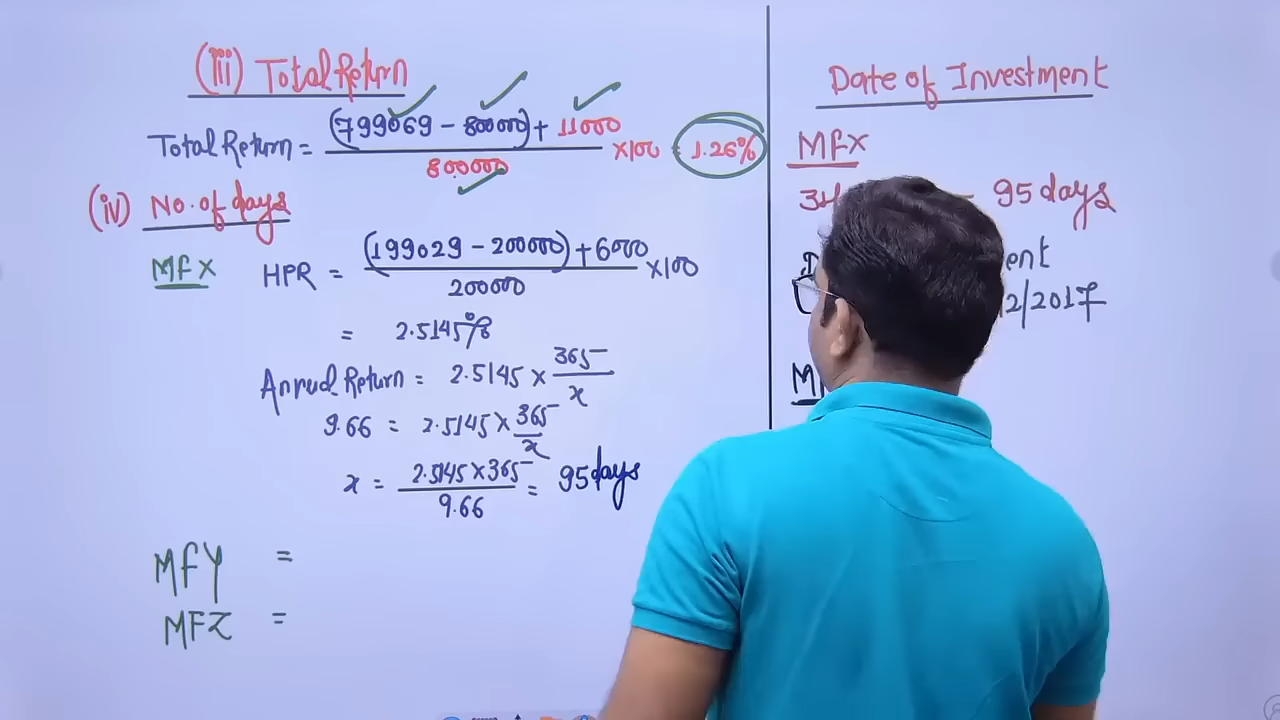 (iii) Total Return
Total Return = (799069 - 800000) + 11000 / 800000 × 100 = 1.26%
(iv) No. of days
MFX HPR = (199029 - 200000) + 6000 / 200000 × 100
= 2.5145%
Annual Return = 2.5145 × 365 / x
9.66 = 2.5145 × 365 / x
x = 2.5145 × 365 / 9.66 = 95 days
MFY =
MFZ =
Date of Investment
MFX
95 days
2/2017